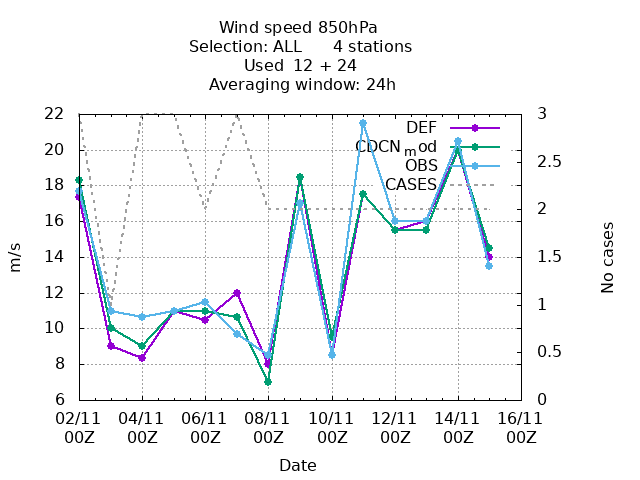 Wind speed 850hPa
Selection: ALL 4 stations
Used 12 + 24
Averaging window: 24h
22 3
DEF
20 CDCNmod 2.5
OBS
18 CASES
16 2
14 1.5
12
10 1
8 0.5
6 0
m/s
No cases
02/11 04/11 06/11 08/11 10/11 12/11 14/11 16/11
00Z 00Z 00Z 00Z 00Z 00Z 00Z 00Z
Date